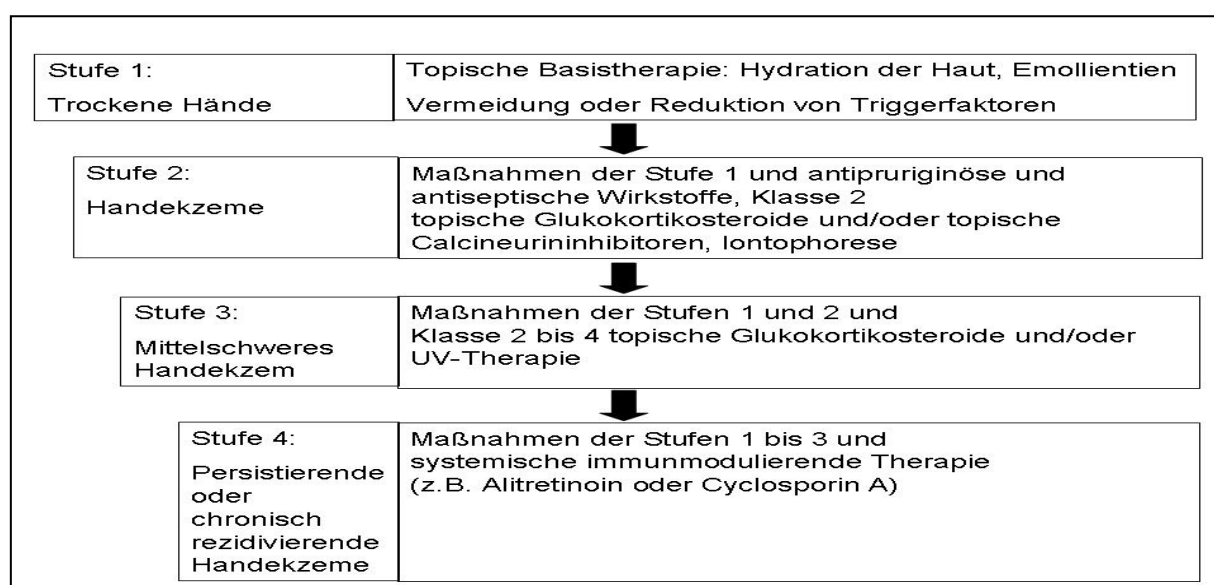 Stufe 1:
Trockene Hände
Topische Basistherapie: Hydration der Haut, Emollientien
Vermeidung oder Reduktion von Triggerfaktoren
Stufe 2:
Handekzeme
Maßnahmen der Stufe 1 und antipruriginöse und
antiseptische Wirkstoffe, Klasse 2
topische Glukokortikosteroide und/oder topische
Calcineurininhibitoren, Iontophorese
Stufe 3:
Mittelschweres
Handekzem
Maßnahmen der Stufen 1 und 2 und
Klasse 2 bis 4 topische Glukokortikosteroide und/oder
UV-Therapie
Stufe 4:
Persistierende
oder
chronisch
rezidivierende
Handekzeme
Maßnahmen der Stufen 1 bis 3 und
systemische immunmodulierende Therapie
(z.B. Alitretinoin oder Cyclosporin A)